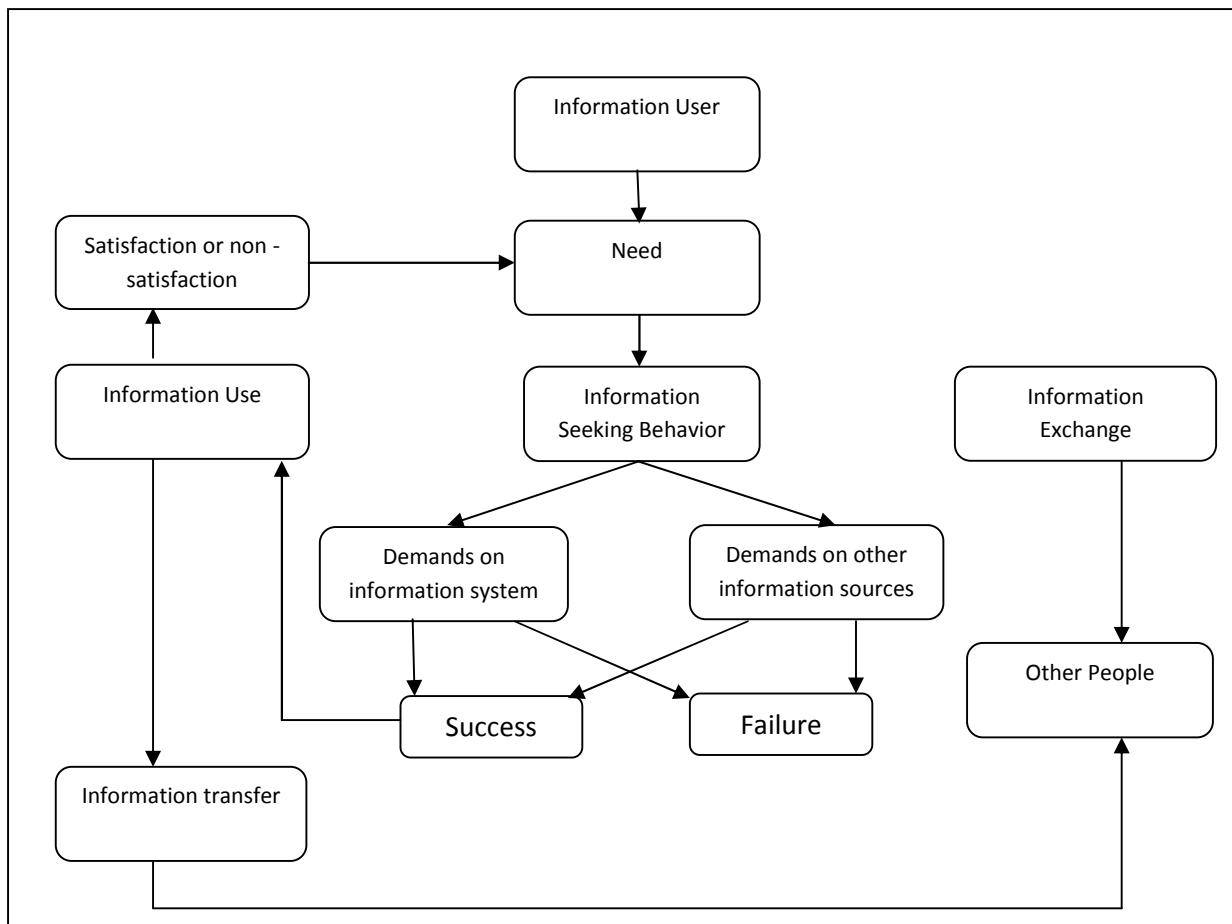 Information User
Satisfaction or non -
satisfaction
Need
Information Use
Information
Seeking Behavior
Information
Exchange
Demands on
information system
Demands on other
information sources
Other People
Success
Failure
Information transfer